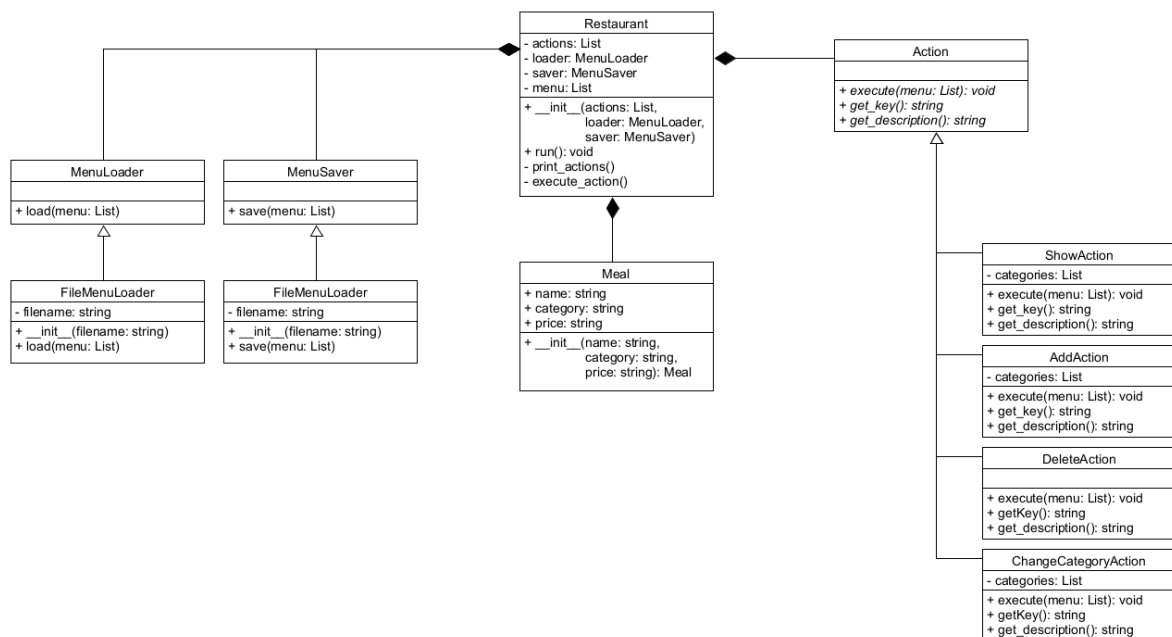 Restaurant
- actions: List
- loader: MenuLoader
- saver: MenuSaver
- menu: List
+ __init__(actions: List,
loader: MenuLoader,
saver: MenuSaver)
+ run(): void
- print_actions()
- execute_action()
Action
+ execute(menu: List): void
+ get_key(): string
+ get_description(): string
MenuLoader
+ load(menu: List)
MenuSaver
+ save(menu: List)
FileMenuLoader
- filename: string
+ __init__(filename: string)
+ load(menu: List)
FileMenuLoader
- filename: string
+ __init__(filename: string)
+ save(menu: List)
Meal
+ name: string
+ category: string
+ price: string
+ __init__(name: string,
category: string,
price: string): Meal
ShowAction
- categories: List
+ execute(menu: List): void
+ get_key(): string
+ get_description(): string
AddAction
- categories: List
+ execute(menu: List): void
+ get_key(): string
+ get_description(): string
DeleteAction
+ execute(menu: List): void
+ getKey(): string
+ get_description(): string
ChangeCategoryAction
- categories: List
+ execute(menu: List): void
+ getKey(): string
+ get_description(): string